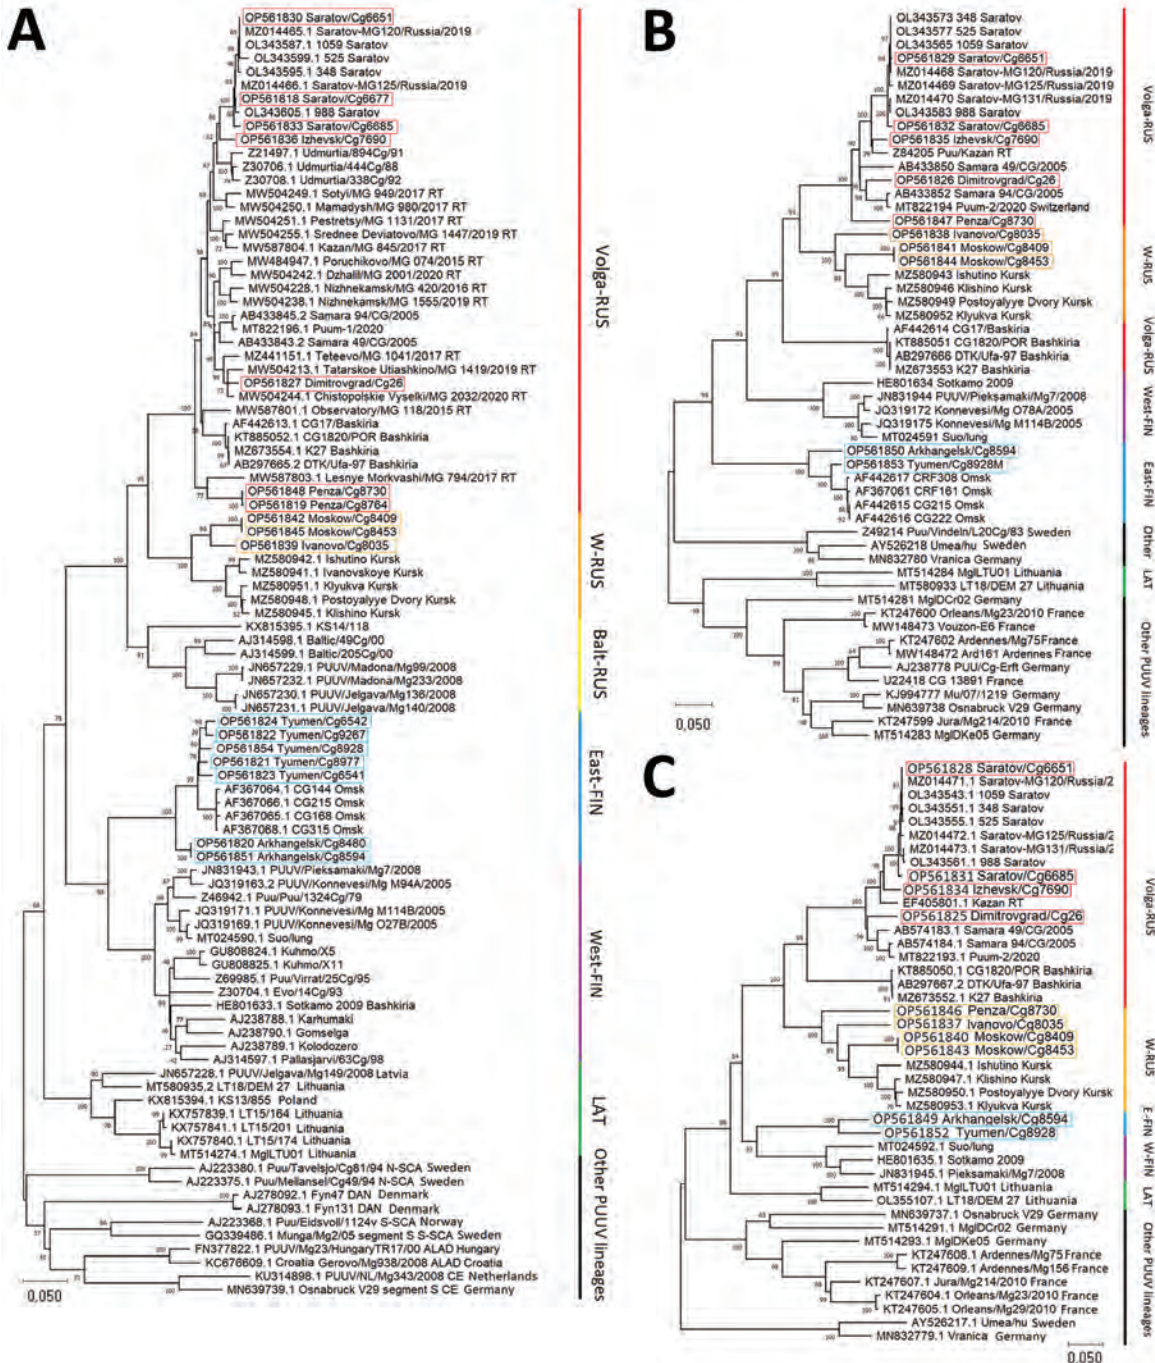 A
OP561830 Saratov/Cg6651
MZ014465.1 Saratov-MG120/Russia/2019
OL343587.1 1059 Saratov
OL343599.1 525 Saratov
OL343595.1 348 Saratov
MZ014466.1 Saratov-MG125/Russia/2019
OP561818 Saratov/Cg6677
OL343605.1 988 Saratov
OP561833 Saratov/Cg6685
OP561836 Izhevsk/Cg7690
Z21497.1 Udmurtia/894Cg/91
Z30706.1 Udmurtia/444Cg/88
Z30708.1 Udmurtia/338Cg/92
MW504249.1 Sotyi/MG 949/2017 RT
MW504250.1 Mamadysh/MG 980/2017 RT
MW504251.1 Pestretsy/MG 1131/2017 RT
MW504255.1 Srednee Deviatovo/MG 1447/2019 RT
MW587804.1 Kazan/MG 845/2017 RT
MW484947.1 Poruchikovo/MG 074/2015 RT
MW504242.1 Dzhalil/MG 2001/2020 RT
MW504228.1 Nizhnekamsk/MG 420/2016 RT
MW504238.1 Nizhnekamsk/MG 1555/2019 RT
AB433845.2 Samara 94/CG/2005
MT822196.1 Puum-1/2020
AB433843.2 Samara 49/CG/2005
MZ441151.1 Teteevo/MG 1041/2017 RT
MW504213.1 Tatarskoe Utiashkino/MG 1419/2019 RT
OP561827 Dimitrovgrad/Cg26
MW504244.1 Chistopolskie Vyselki/MG 2032/2020 RT
MW587801.1 Observatory/MG 118/2015 RT
AF442613.1 CG17/Baskiria
KT885052.1 CG1820/POR Bashkiria
MZ673554.1 K27 Bashkiria
AB297665.2 DTK/Ufa-97 Bashkiria
MW587803.1 Lesnye Morkvashi/MG 794/2017 RT
OP561848 Penza/Cg8730
OP561819 Penza/Cg8764
OP561842 Moskow/Cg8409
OP561845 Moskow/Cg8453
OP561839 Ivanovo/Cg8035
MZ580942.1 Ishutino Kursk
MZ580941.1 Ivanovskoye Kursk
MZ580951.1 Klyukva Kursk
MZ580948.1 Postoyalyye Dvory Kursk
MZ580945.1 Klishino Kursk
KX815395.1 KS14/118
AJ314598.1 Baltic/49Cg/00
AJ314599.1 Baltic/205Cg/00
JN657229.1 PUUV/Madona/Mg99/2008
JN657232.1 PUUV/Madona/Mg233/2008
JN657230.1 PUUV/Jelgava/Mg136/2008
JN657231.1 PUUV/Jelgava/Mg140/2008
OP561824 Tyumen/Cg6542
OP561822 Tyumen/Cg9267
OP561854 Tyumen/Cg8928
OP561821 Tyumen/Cg8977
OP561823 Tyumen/Cg6541
AF367064.1 CG144 Omsk
AF367066.1 CG215 Omsk
AF367065.1 CG168 Omsk
AF367068.1 CG315 Omsk
OP561820 Arkhangelsk/Cg8480
OP561851 Arkhangelsk/Cg8594
JN831943.1 PUUV/Pieksamaki/Mg7/2008
JQ319163.2 PUUV/Konnevesi/Mg M94A/2005
Z46942.1 Puu/Puu/1324Cg/79
JQ319171.1 PUUV/Konnevesi/Mg M114B/2005
JQ319169.1 PUUV/Konnevesi/Mg O27B/2005
MT024590.1 Suo/lung
GU808824.1 Kuhmo/X5
GU808825.1 Kuhmo/X11
Z69985.1 Puu/Virrat/25Cg/95
Z30704.1 Evo/14Cg/93
HE801633.1 Sotkamo 2009 Bashkiria
AJ238788.1 Karhumaki
AJ238790.1 Gomselga
AJ238789.1 Kolodozero
AJ314597.1 Pallasjarvi/63Cg/98
JN657228.1 PUUV/Jelgava/Mg149/2008 Latvia
MT580935.2 LT18/DEM 27 Lithuania
KX815394.1 KS13/855 Poland
KX757839.1 LT15/164 Lithuania
KX757841.1 LT15/201 Lithuania
KX757840.1 LT15/174 Lithuania
MT514274.1 MglLTU01 Lithuania
AJ223380.1 Puu/Tavelsjo/Cg81/94 N-SCA Sweden
AJ223375.1 Puu/Mellansel/Cg49/94 N-SCA Sweden
AJ278092.1 Fyn47 DAN Denmark
AJ278093.1 Fyn131 DAN Denmark
AJ223368.1 Puu/Eidsvoll/1124v S-SCA Norway
GQ339486.1 Munga/Mg2/05 segment S S-SCA Sweden
FN377822.1 PUUV/Mg23/HungaryTR17/00 ALAD Hungary
KC676609.1 Croatia Gerovo/Mg938/2008 ALAD Croatia
KU314898.1 PUUV/NL/Mg343/2008 CE Netherlands
MN639739.1 Osnabruck V29 segment S CE Germany
0,050
Volga-RUS
W-RUS
Balt-RUS
East-FIN
West-FIN
LAT
Other PUUV lineages
B
OL343573 348 Saratov
OL343577 525 Saratov
OL343565 1059 Saratov
OP561829 Saratov/Cg6651
MZ014468 Saratov-MG120/Russia/2019
MZ014469 Saratov-MG125/Russia/2019
MZ014470 Saratov-MG131/Russia/2019
OL343583 988 Saratov
OP561832 Saratov/Cg6685
OP561835 Izhevsk/Cg7690
Z84205 Puu/Kazan RT
AB433850 Samara 49/CG/2005
OP561826 Dimitrovgrad/Cg26
AB433852 Samara 94/CG/2005
MT822194 Puum-2/2020 Switzerland
OP561847 Penza/Cg8730
OP561838 Ivanovo/Cg8035
OP561841 Moskow/Cg8409
OP561844 Moskow/Cg8453
MZ580943 Ishutino Kursk
MZ580946 Klishino Kursk
MZ580949 Postoyalyye Dvory Kursk
MZ580952 Klyukva Kursk
AF442614 CG17/Baskiria
KT885051 CG1820/POR Bashkiria
AB297666 DTK/Ufa-97 Bashkiria
MZ673553 K27 Bashkiria
HE801634 Sotkamo 2009
JN831944 PUUV/Pieksamaki/Mg7/2008
JQ319172 Konnevesi/Mg O78A/2005
JQ319175 Konnevesi/Mg M114B/2005
MT024591 Suo/lung
OP561850 Arkhangelsk/Cg8594
OP561853 Tyumen/Cg8928M
AF442617 CRF308 Omsk
AF367061 CRF161 Omsk
AF442615 CG215 Omsk
AF442616 CG222 Omsk
Z49214 Puu/Vindeln/L20Cg/83 Sweden
AY526218 Umea/hu Sweden
MN832780 Vranica Germany
MT514284 MglLTU01 Lithuania
MT580933 LT18/DEM 27 Lithuania
MT514281 MglDCr02 Germany
KT247600 Orleans/Mg23/2010 France
MW148473 Vouzon-E6 France
KT247602 Ardennes/Mg75France
MW148472 Ard161 Ardennes France
AJ238778 PUU/Cg-Erft Germany
U22418 CG 13891 France
KJ994777 Mu/07/1219 Germany
MN639738 Osnabruck V29 Germany
KT247599 Jura/Mg214/2010 France
MT514283 MglDKe05 Germany
0,050
Volga-RUS
W-RUS
Volga-RUS
West-FIN
East-FIN
Other
LAT
Other PUUV lineages
C
OP561828 Saratov/Cg6651
MZ014471.1 Saratov-MG120/Russia/2
OL343543.1 1059 Saratov
OL343551.1 348 Saratov
OL343555.1 525 Saratov
MZ014472.1 Saratov-MG125/Russia/2
MZ014473.1 Saratov-MG131/Russia/2
OL343561.1 988 Saratov
OP561831 Saratov/Cg6685
OP561834 Izhevsk/Cg7690
EF405801.1 Kazan RT
OP561825 Dimitrovgrad/Cg26
AB574183.1 Samara 49/CG/2005
AB574184.1 Samara 94/CG/2005
MT822193.1 Puum-2/2020
KT885050.1 CG1820/POR Bashkiria
AB297667.2 DTK/Ufa-97 Bashkiria
MZ673552.1 K27 Bashkiria
OP561846 Penza/Cg8730
OP561837 Ivanovo/Cg8035
OP561840 Moskow/Cg8409
OP561843 Moskow/Cg8453
MZ580944.1 Ishutino Kursk
MZ580947.1 Klishino Kursk
MZ580950.1 Postoyalyye Dvory Kursk
MZ580953.1 Klyukva Kursk
OP561849 Arkhangelsk/Cg8594
OP561852 Tyumen/Cg8928
MT024592.1 Suo/lung
HE801635.1 Sotkamo 2009
JN831945.1 Pieksamaki/Mg7/2008
MT514294.1 MglLTU01 Lithuania
OL355107.1 LT18/DEM 27 Lithuania
MN639737.1 Osnabruck V29 Germany
MT514291.1 MglDCr02 Germany
MT514293.1 MglDKe05 Germany
KT247608.1 Ardennes/Mg75 France
KT247609.1 Ardennes/Mg156 France
KT247607.1 Jura/Mg214/2010 France
KT247604.1 Orleans/Mg23/2010 France
KT247605.1 Orleans/Mg29/2010 France
AY526217.1 Umea/hu Sweden
MN832779.1 Vranica Germany
0.050
Volga-RUS
W-RUS
E-FIN
W-FIN
LAT
Other PUUV lineages